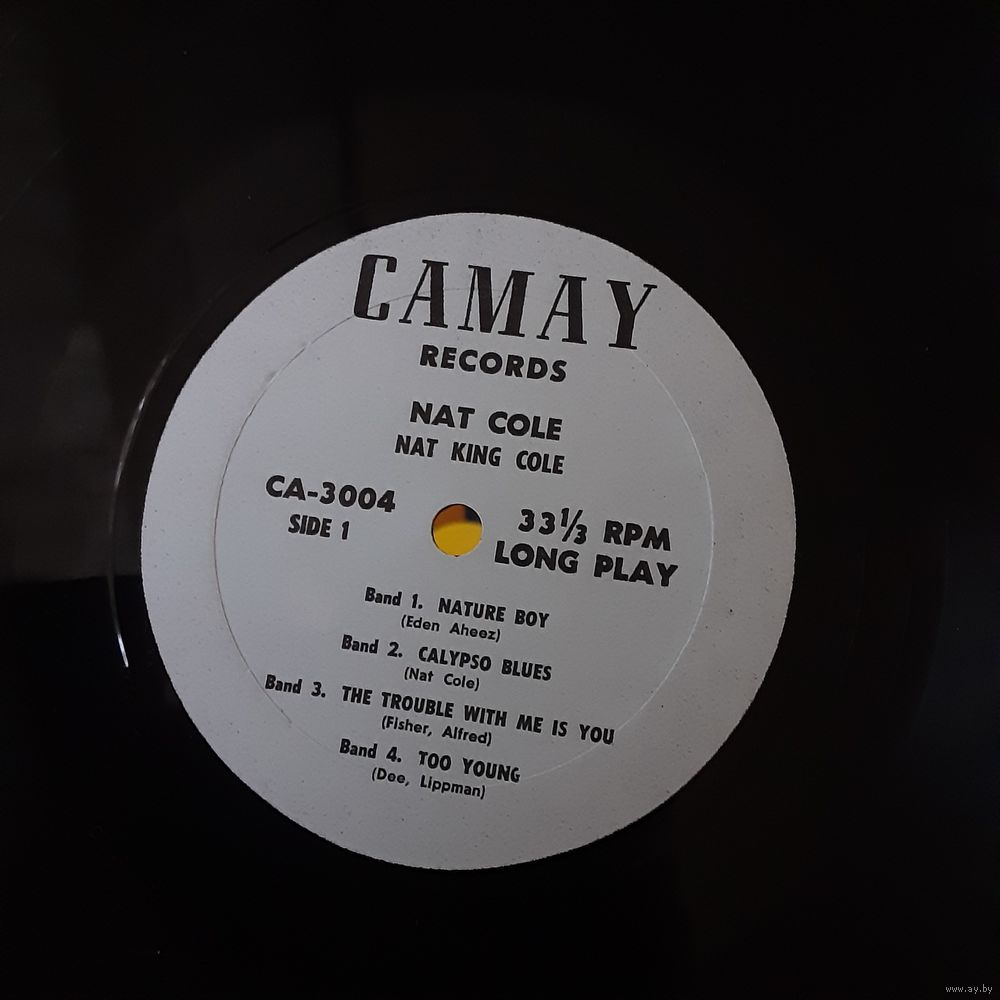 CAMAY
RECORDS
NAT COLE
NAT KING COLE
CA-3004
SIDE 1
33⅓ RPM
LONG PLAY
Band 1. NATURE BOY
(Eden Aheez)
Band 2. CALYPSO BLUES
(Nat Cole)
Band 3. THE TROUBLE WITH ME IS YOU
(Fisher, Alfred)
Band 4. TOO YOUNG
(Dee, Lippman)
www.ay.by